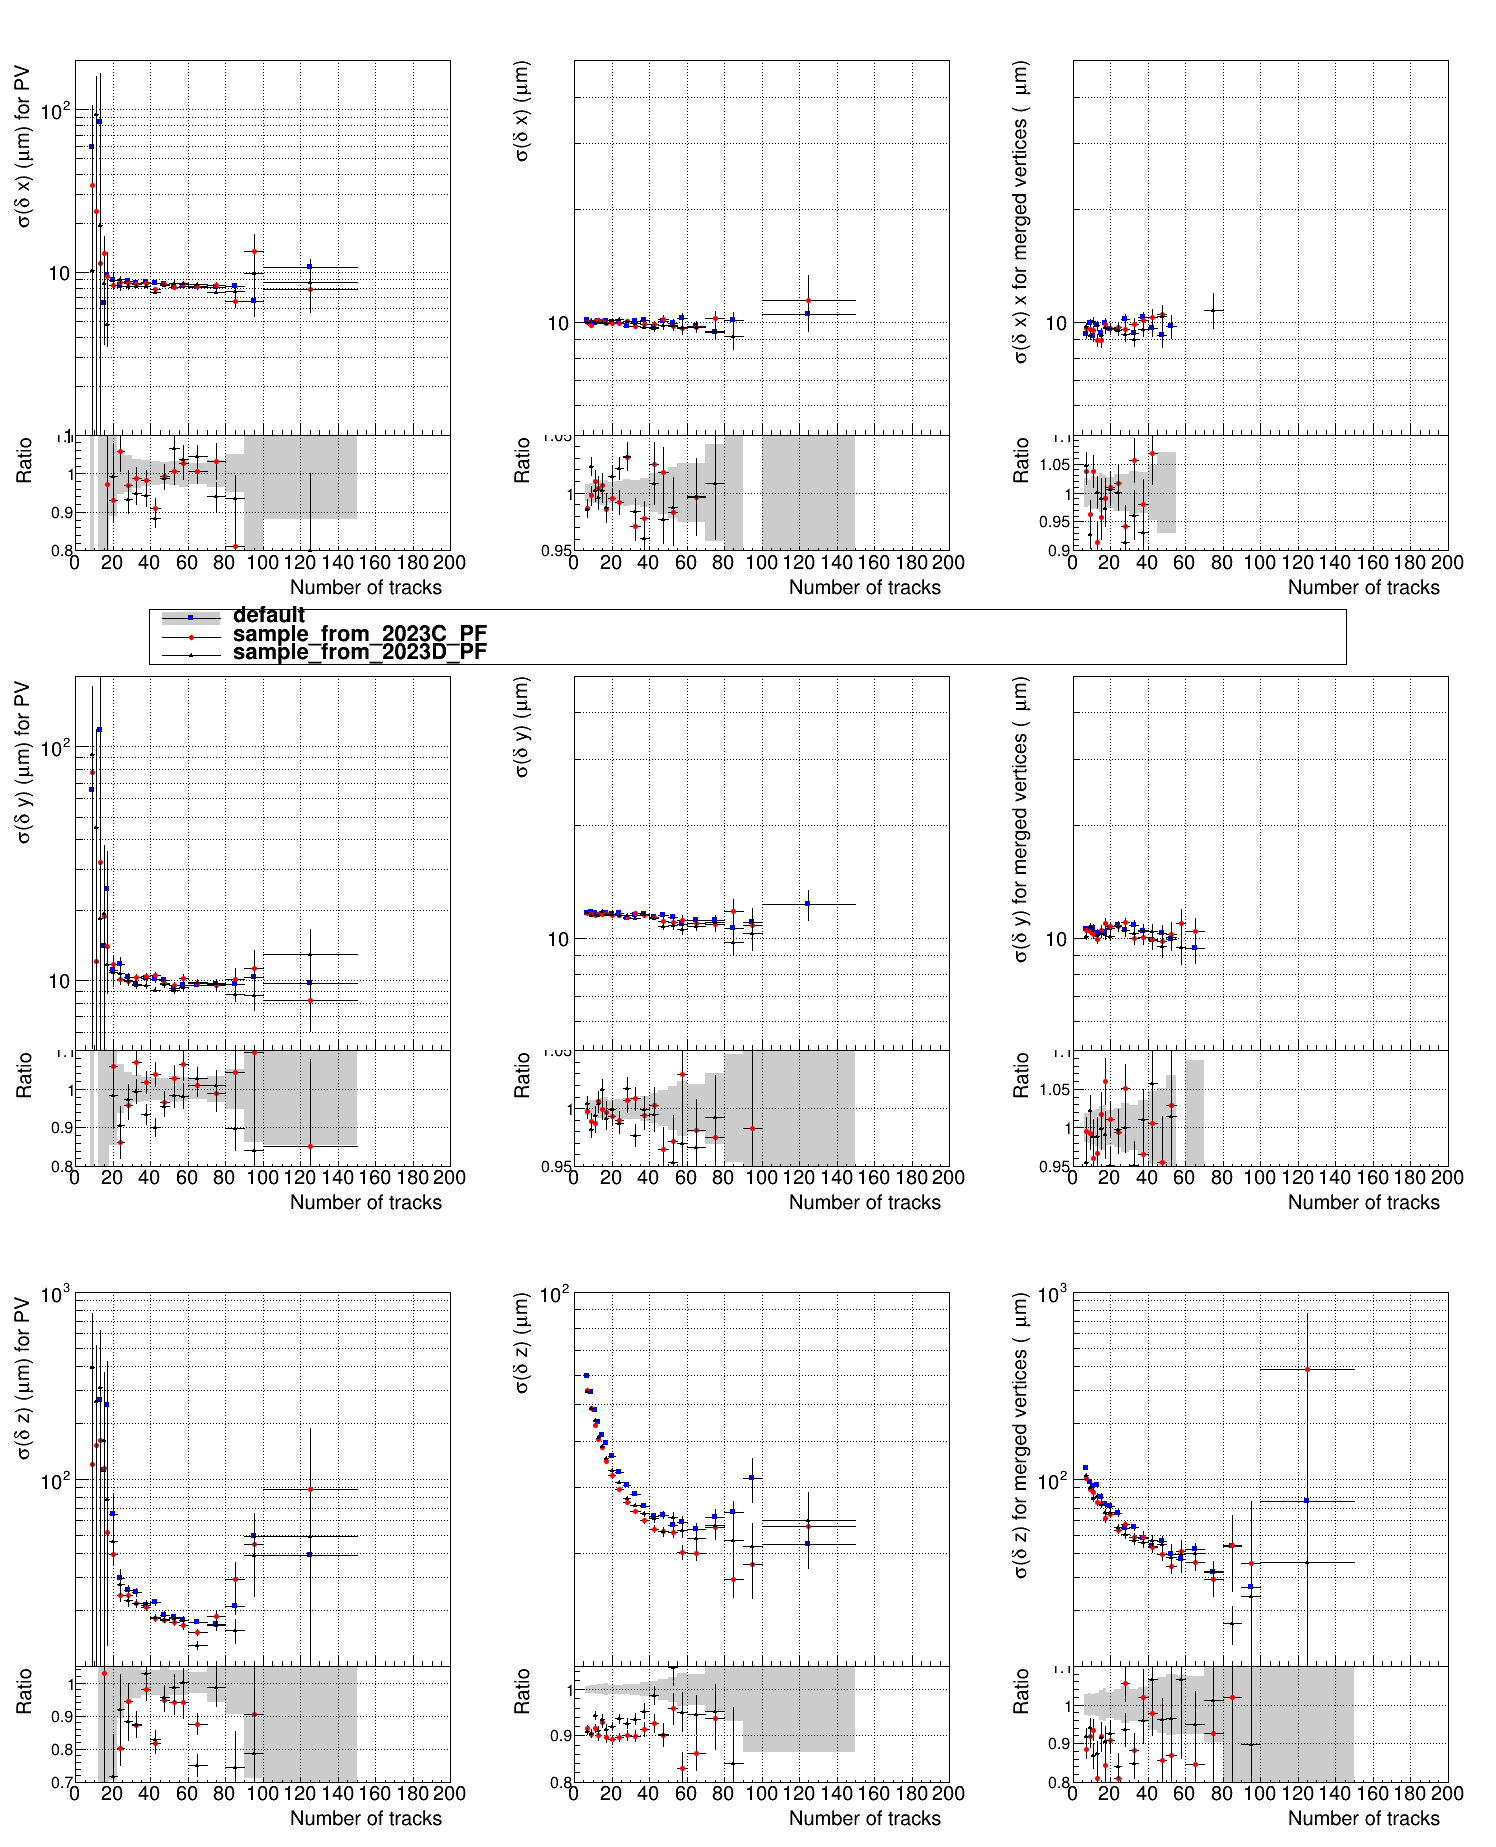 σ(δ x) (μm) for PV
10²
10
1
Ratio
1.1
1
0.9
0.8
0 20 40 60 80 100 120 140 160 180 200
Number of tracks
σ(δ x) (μm)
10
Ratio
1.05
1
0.95
0 20 40 60 80 100 120 140 160 180 200
Number of tracks
σ(δ x) x for merged vertices ( μm)
10
Ratio
1.1
1.05
1
0.95
0.9
0 20 40 60 80 100 120 140 160 180 200
Number of tracks
default
sample_from_2023C_PF
sample_from_2023D_PF
σ(δ y) (μm) for PV
10²
10
Ratio
1.1
1
0.9
0.8
0 20 40 60 80 100 120 140 160 180 200
Number of tracks
σ(δ y) (μm)
10
Ratio
1.05
1
0.95
0 20 40 60 80 100 120 140 160 180 200
Number of tracks
σ(δ y) for merged vertices ( μm)
10
Ratio
1.1
1.05
1
0.95
0 20 40 60 80 100 120 140 160 180 200
Number of tracks
σ(δ z) (μm) for PV
10³
10²
Ratio
1
0.9
0.8
0.7
0 20 40 60 80 100 120 140 160 180 200
Number of tracks
σ(δ z) (μm)
10²
Ratio
1
0.9
0.8
0 20 40 60 80 100 120 140 160 180 200
Number of tracks
σ(δ z) for merged vertices ( μm)
10³
10²
Ratio
1.1
1
0.9
0.8
0 20 40 60 80 100 120 140 160 180 200
Number of tracks